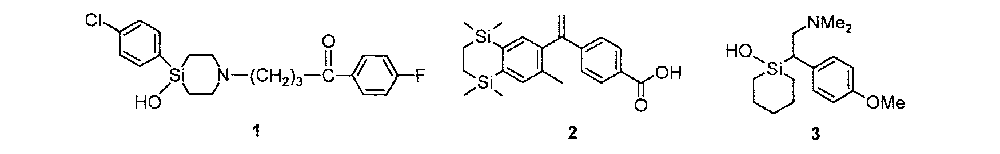 Cl
Si
HO
N
(CH2)3
O
C
F
1
Si
Si
OH
O
2
NMe2
HO
Si
OMe
3